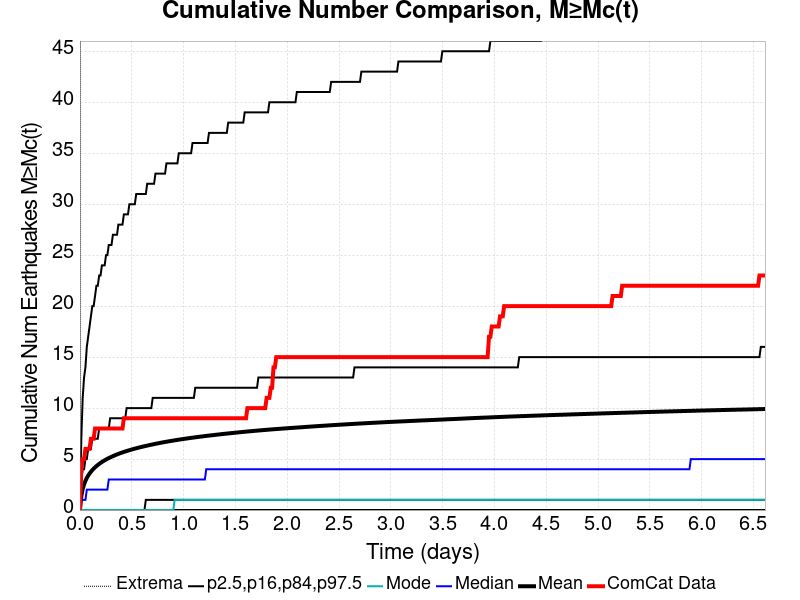 Cumulative Number Comparison, M≥Mc(t)
Cumulative Num Earthquakes M≥Mc(t)
45
40
35
30
25
20
15
10
5
0
0.0 0.5 1.0 1.5 2.0 2.5 3.0 3.5 4.0 4.5 5.0 5.5 6.0 6.5
Time (days)
Extrema p2.5,p16,p84,p97.5 Mode Median Mean ComCat Data